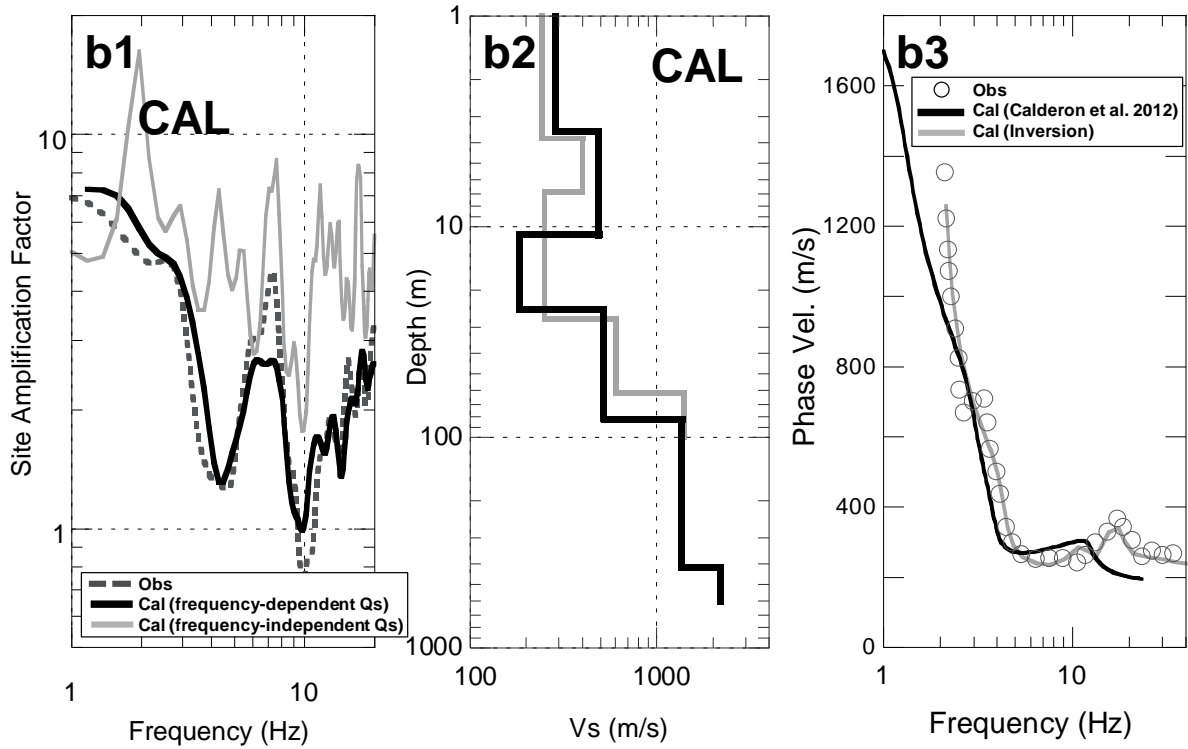 b1
CAL
10
1
Site Amplification Factor
Obs
Cal (frequency-dependent Qs)
Cal (frequency-independent Qs)
1
10
Frequency (Hz)
b2
CAL
1
10
100
1000
Depth (m)
100
1000
Vs (m/s)
b3
Obs
Cal (Calderon et al. 2012)
Cal (Inversion)
1600
1200
800
400
0
Phase Vel. (m/s)
1
10
Frequency (Hz)